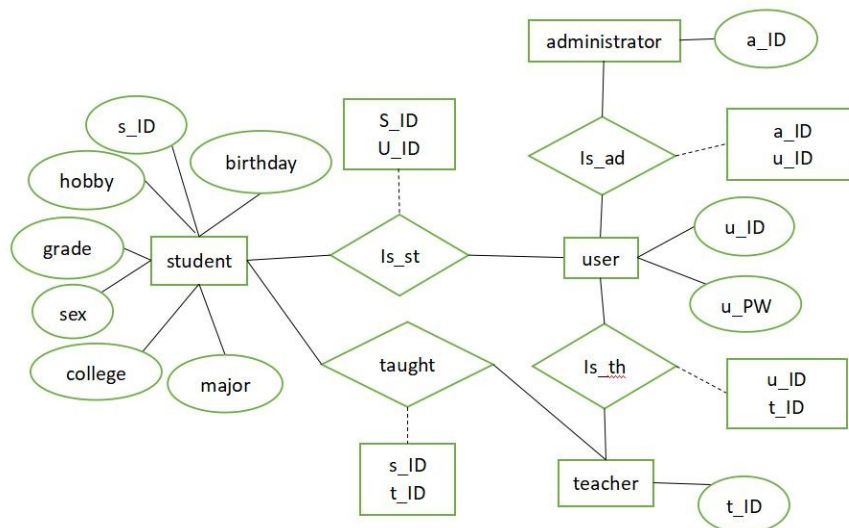 administrator
a_ID
s_ID
birthday
S_ID
U_ID
Is_ad
a_ID
u_ID
hobby
grade
student
Is_st
user
u_ID
u_PW
sex
college
major
taught
Is_th
u_ID
t_ID
s_ID
t_ID
teacher
t_ID